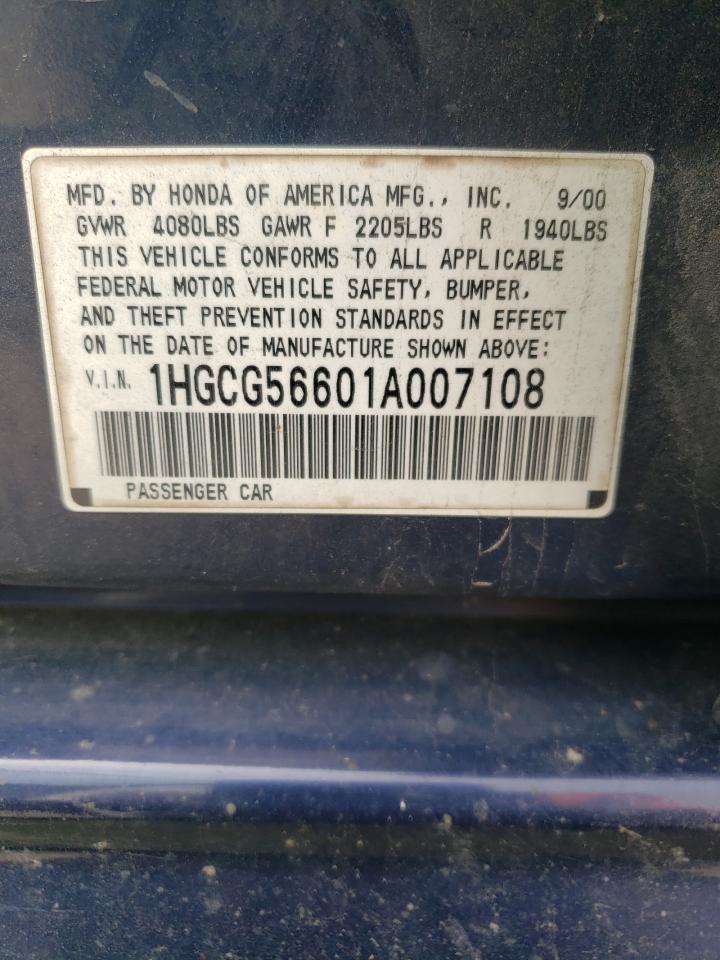 MFD. BY HONDA OF AMERICA MFG., INC. 9/00
GVWR 4080LBS GAWR F 2205LBS R 1940LBS
THIS VEHICLE CONFORMS TO ALL APPLICABLE
FEDERAL MOTOR VEHICLE SAFETY, BUMPER,
AND THEFT PREVENTION STANDARDS IN EFFECT
ON THE DATE OF MANUFACTURE SHOWN ABOVE:
V.I.N. 1HGCG56601A007108
PASSENGER CAR